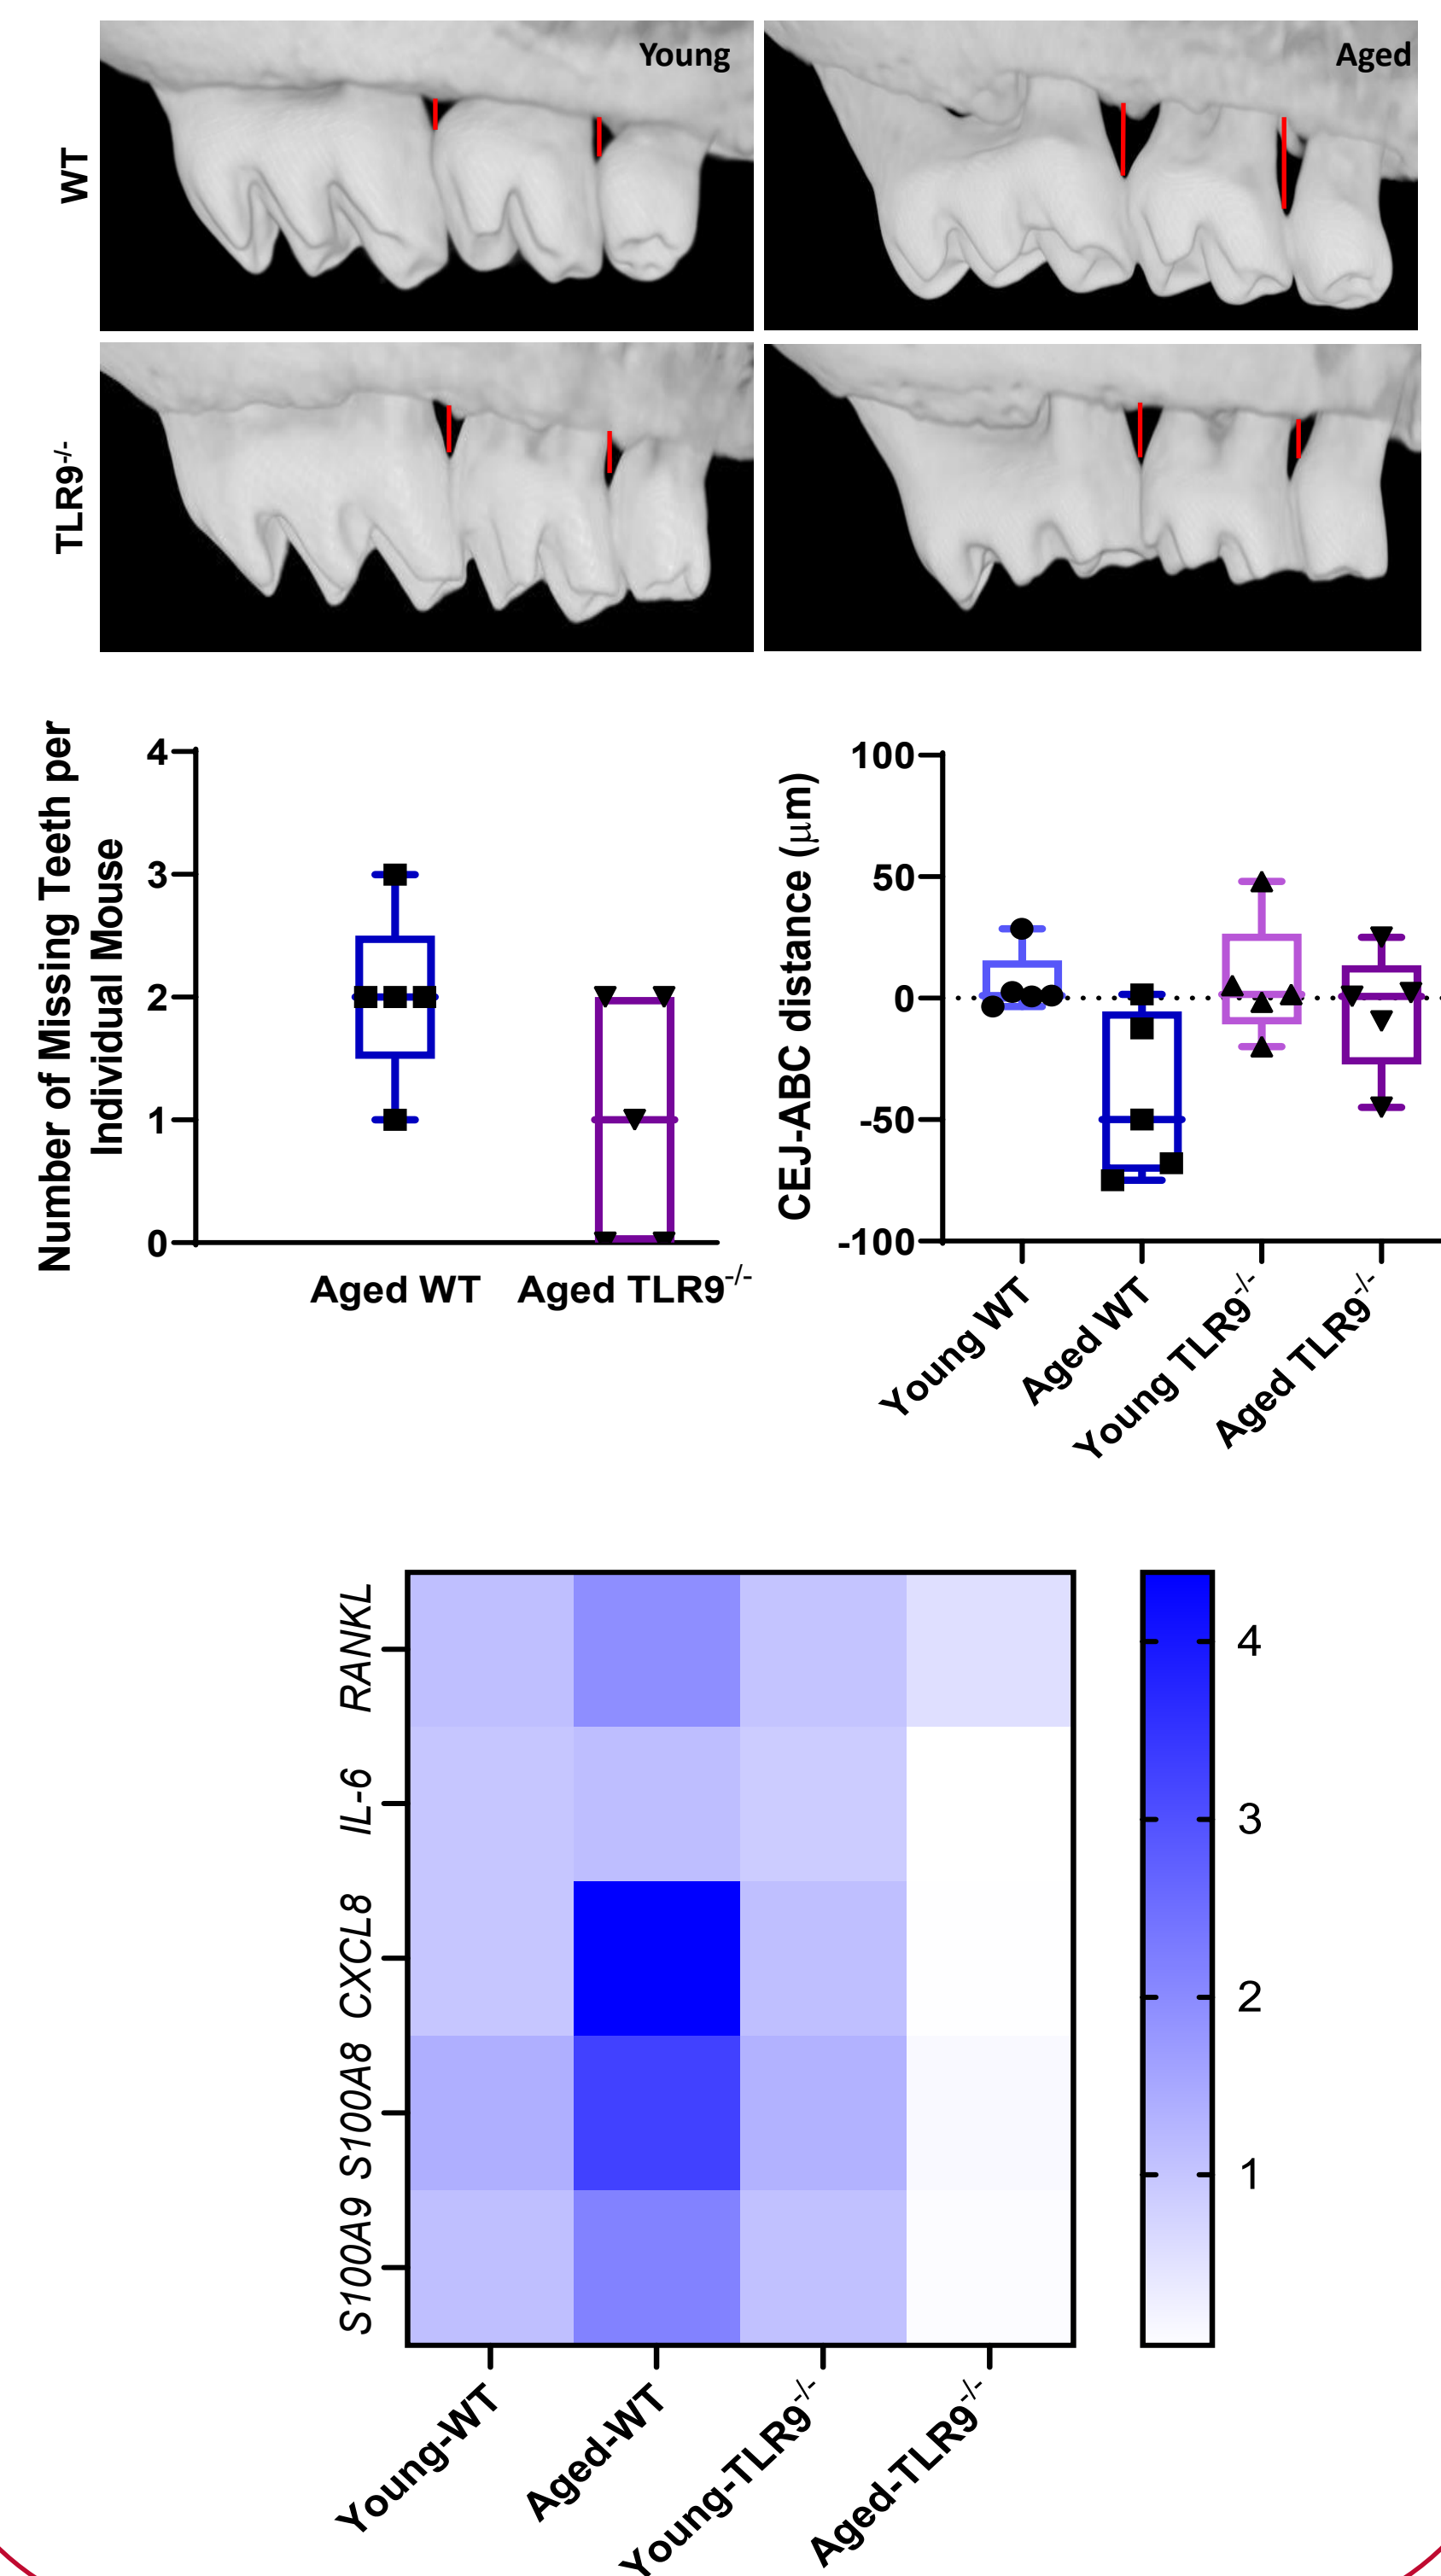 Young
Aged
WT
TLR9-/-
Number of Missing Teeth per
Individual Mouse
4
3
2
1
0
Aged WT
Aged TLR9-/-
CEJ-ABC distance (μm)
100
50
0
-50
-100
Young WT
Aged WT
Young TLR9-/-
Aged TLR9-/-
RANKL
IL-6
CXCL8
S100A8
S100A9
4
3
2
1
Young-WT
Aged-WT
Young-TLR9-/-
Aged-TLR9-/-